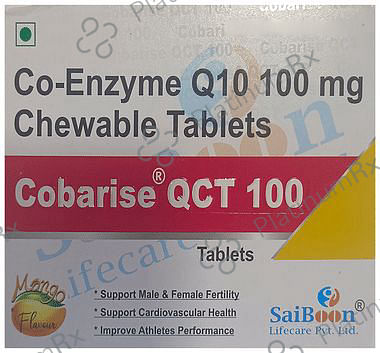 Co-Enzyme Q10 100 mg
Chewable Tablets
Cobarise® QCT 100
Tablets
Mango
Flavour
* Support Male & Female Fertility
* Support Cardiovascular Health
* Improve Athletes Performance
SaiBoon®
Lifecare Pvt. Ltd.
PlatinumRx